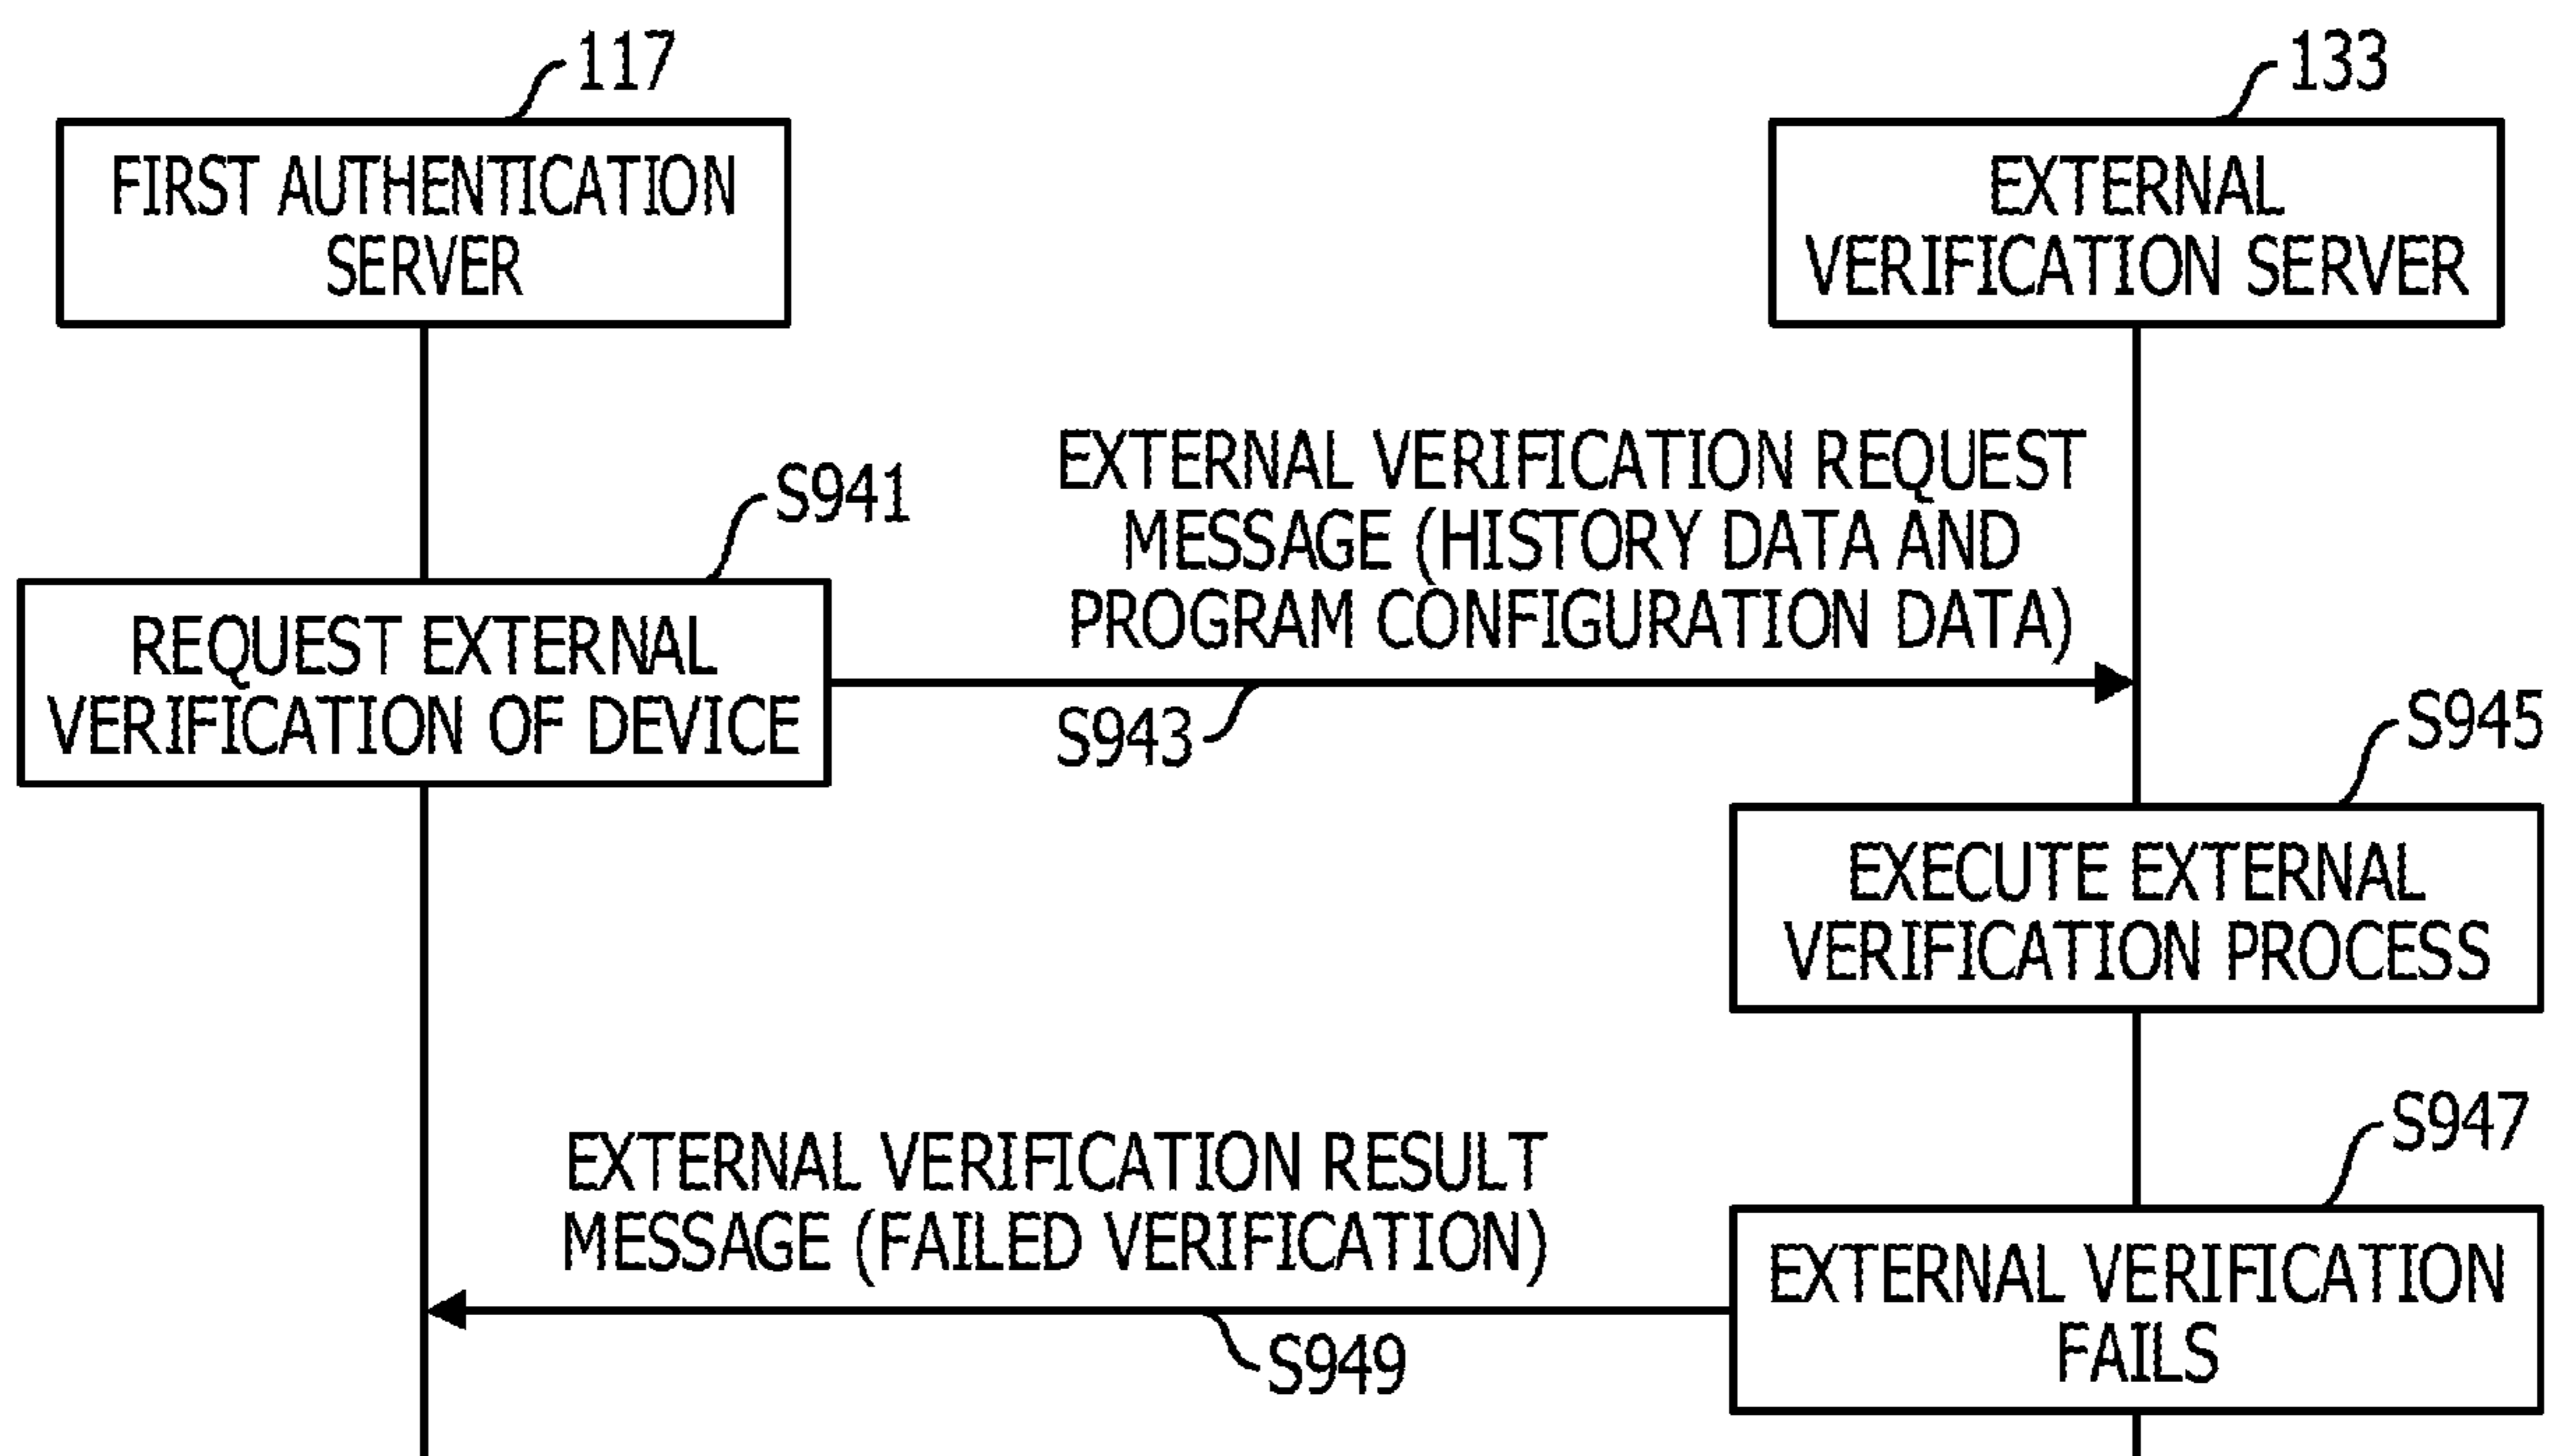 117
133
FIRST AUTHENTICATION
SERVER
EXTERNAL
VERIFICATION SERVER
S941
EXTERNAL VERIFICATION REQUEST
MESSAGE (HISTORY DATA AND
PROGRAM CONFIGURATION DATA)
REQUEST EXTERNAL
VERIFICATION OF DEVICE
S943
S945
EXECUTE EXTERNAL
VERIFICATION PROCESS
S947
EXTERNAL VERIFICATION RESULT
MESSAGE (FAILED VERIFICATION)
EXTERNAL VERIFICATION
FAILS
S949